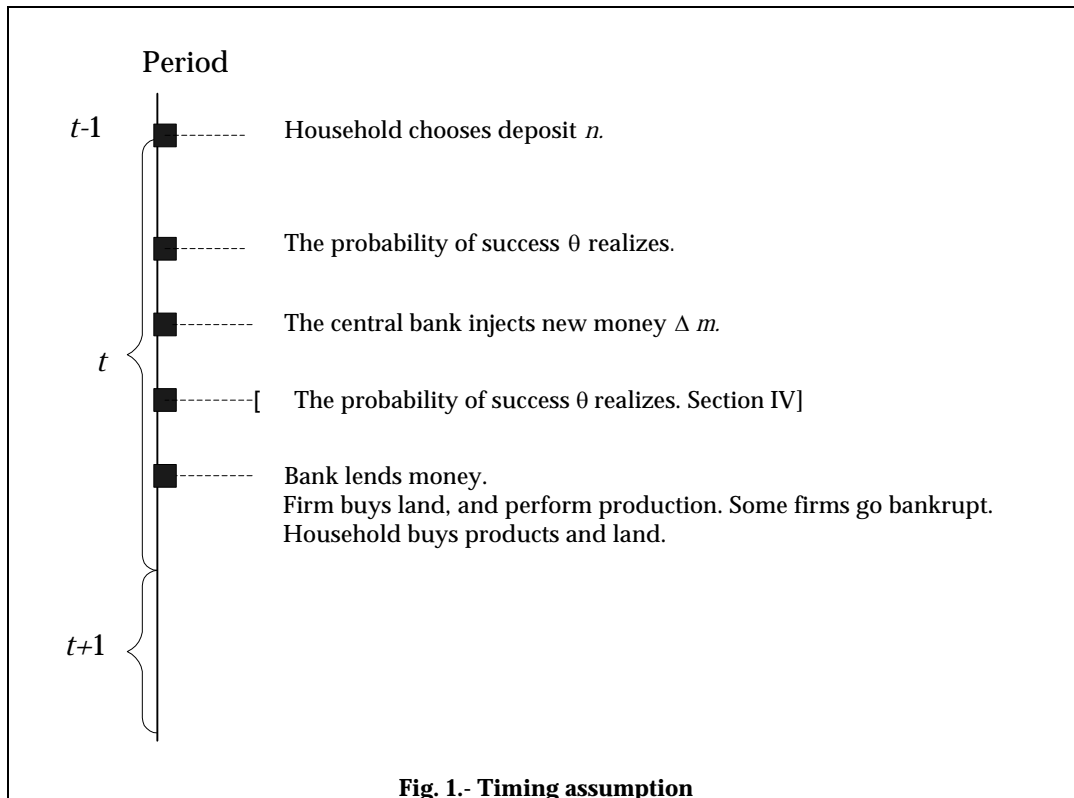 Period
t-1
Household chooses deposit n.
The probability of success θ realizes.
The central bank injects new money Δ m.
t
[ The probability of success θ realizes. Section IV]
Bank lends money.
Firm buys land, and perform production. Some firms go bankrupt.
Household buys products and land.
t+1
Fig. 1.- Timing assumption